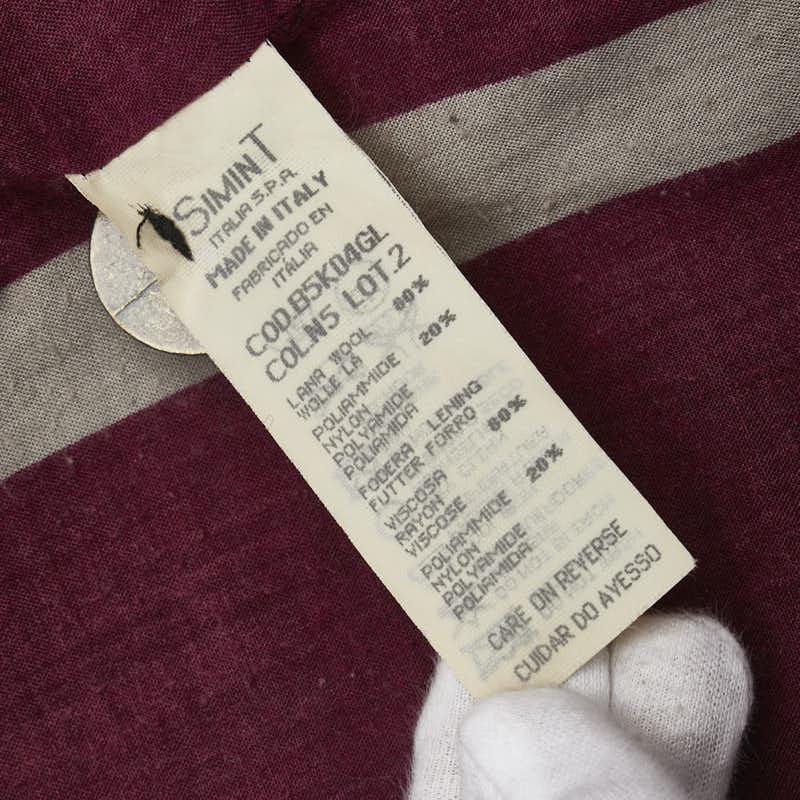 SIMINT
ITALIA S.P.A.
MADE IN ITALY
FABRICADO EN
ITÁLIA
COD.B5K04GL
COL.N5 LOT.2
LANA WOOL 80%
WOLLE LA
POLIAMMIDE 20%
NYLON
POLYAMIDE
POLIAMIDA
FODERA LENING
FUTTER FORRO
VISCOSA 80%
RAYON
VISCOSE
POLIAMMIDE 20%
NYLON
POLYAMIDE
POLIAMIDA
CARE ON REVERSE
CUIDAR DO AVESSO